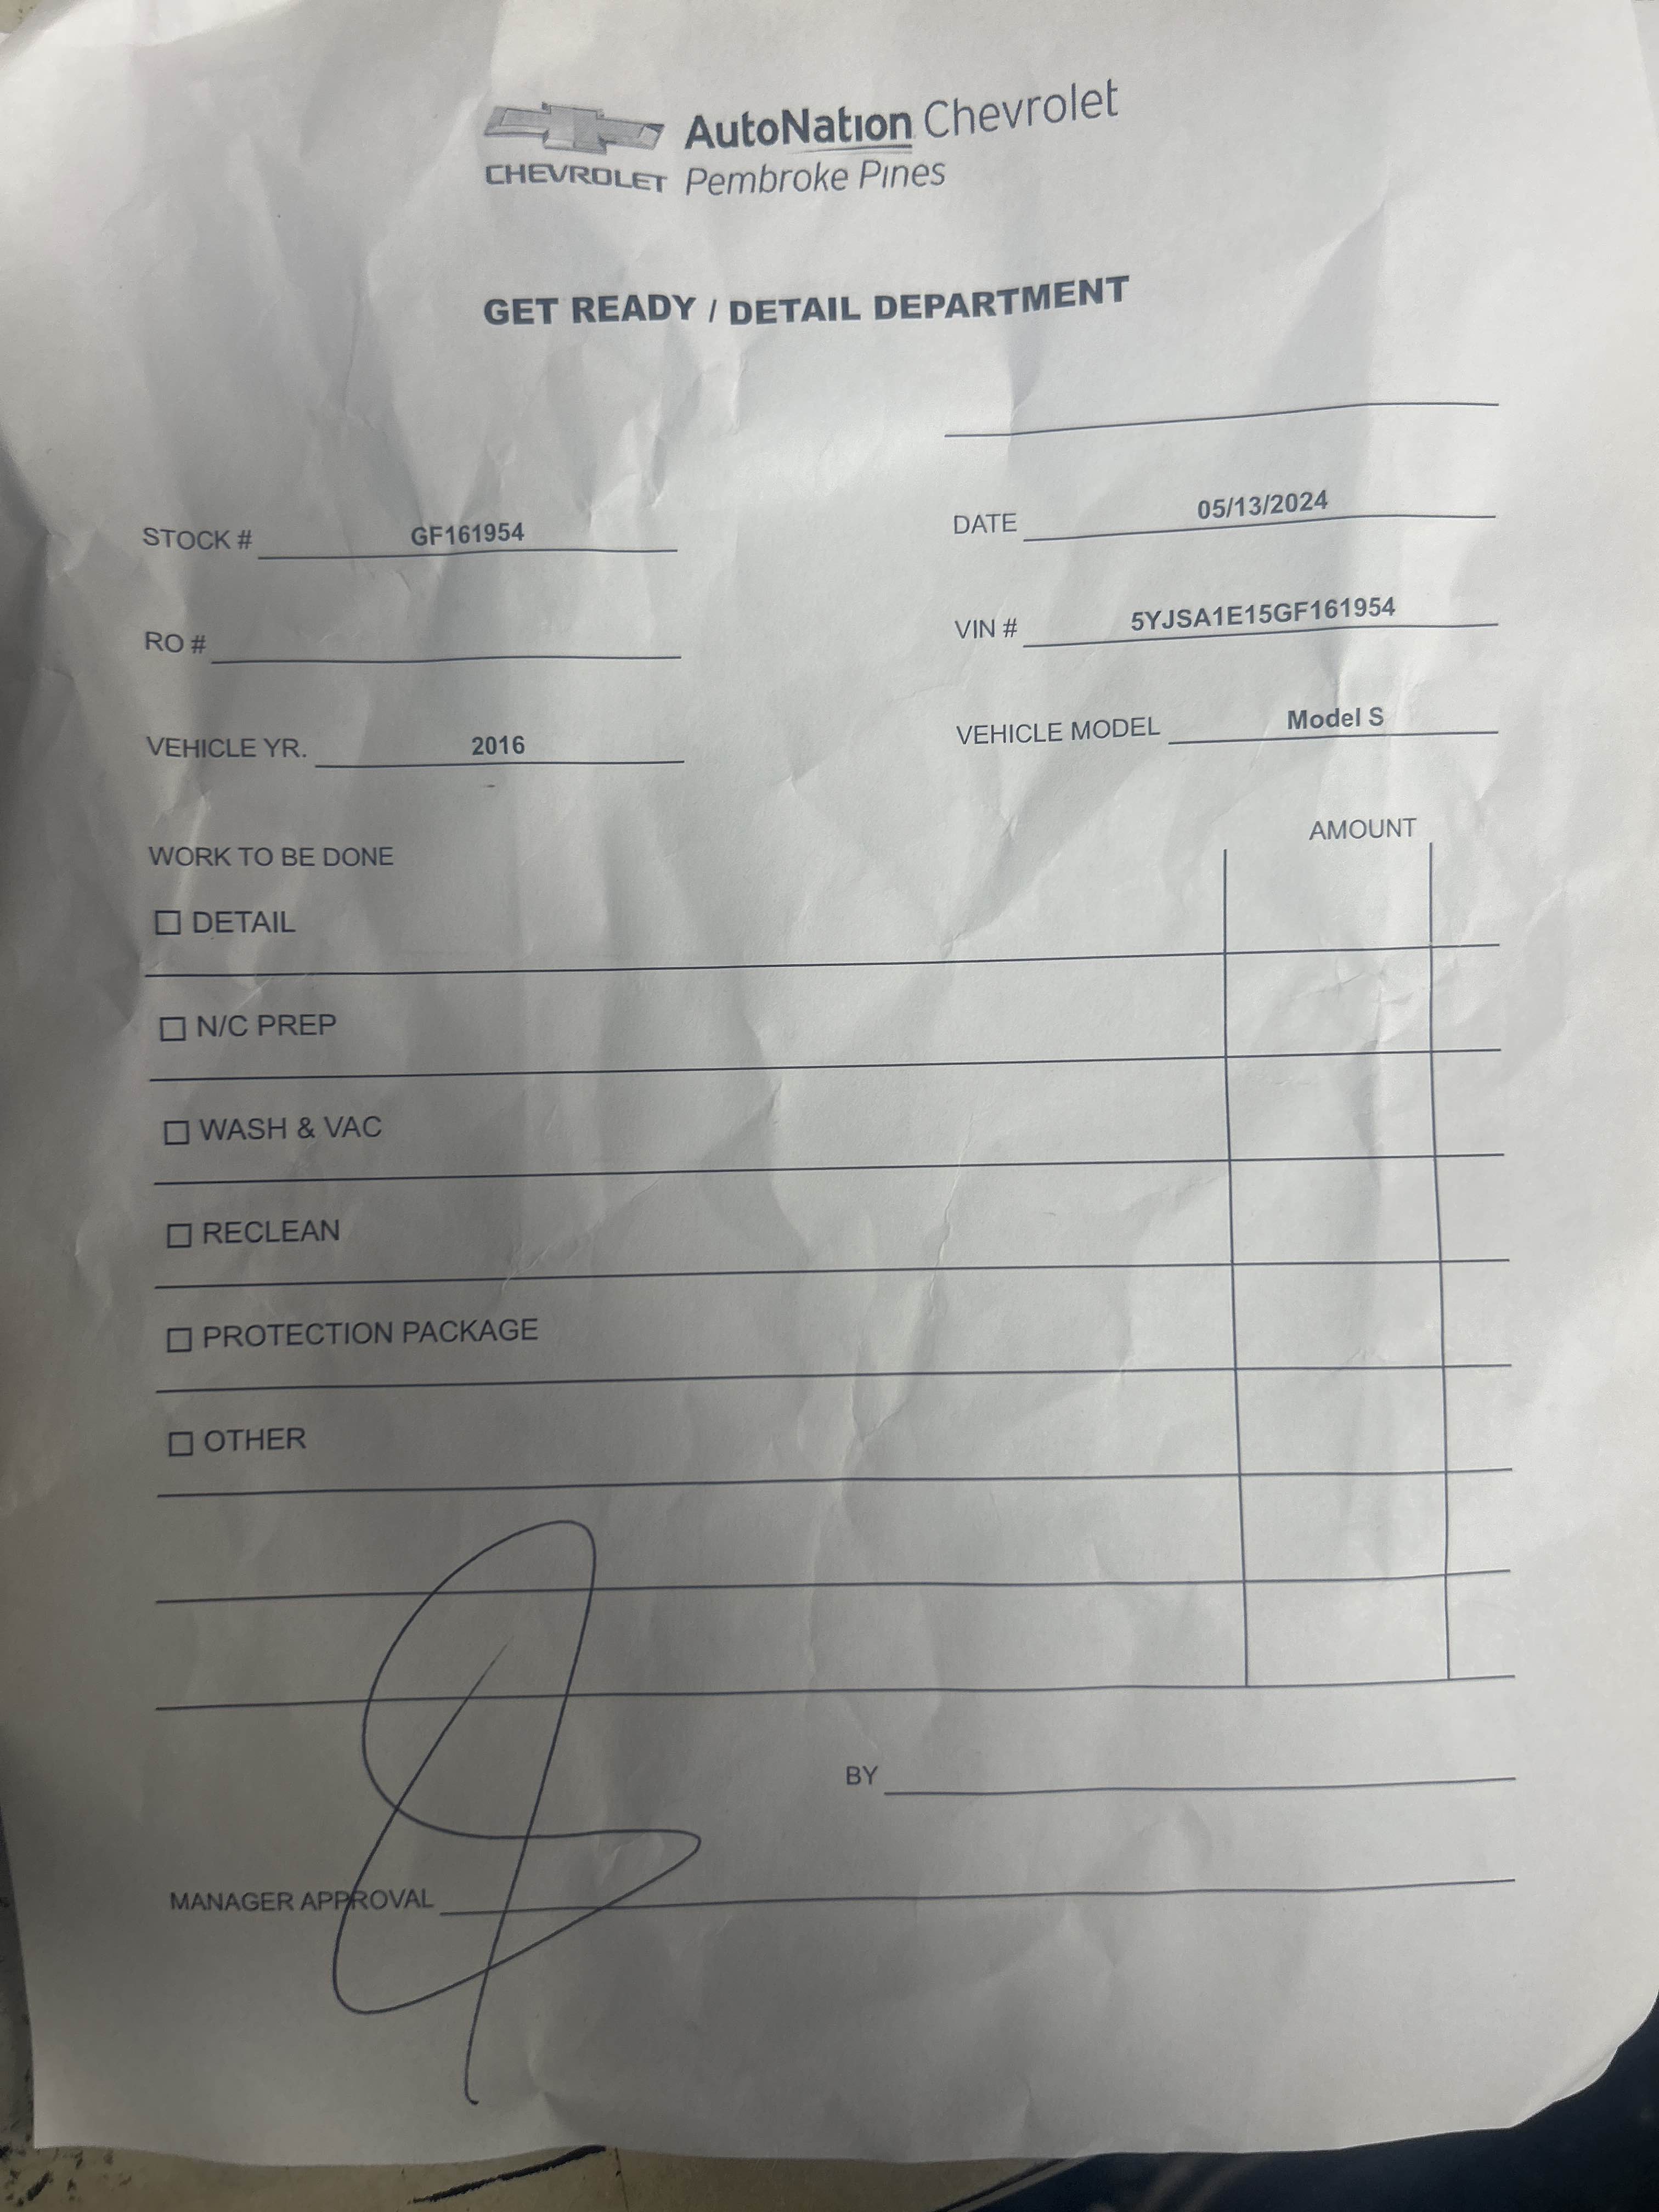 CHEVROLET
AutoNation Chevrolet
Pembroke Pines
GET READY / DETAIL DEPARTMENT
STOCK # GF161954
DATE 05/13/2024
RO #
VIN # 5YJSA1E15GF161954
VEHICLE YR. 2016
VEHICLE MODEL Model S
WORK TO BE DONE
AMOUNT
DETAIL
N/C PREP
WASH & VAC
RECLEAN
PROTECTION PACKAGE
OTHER
BY
MANAGER APPROVAL